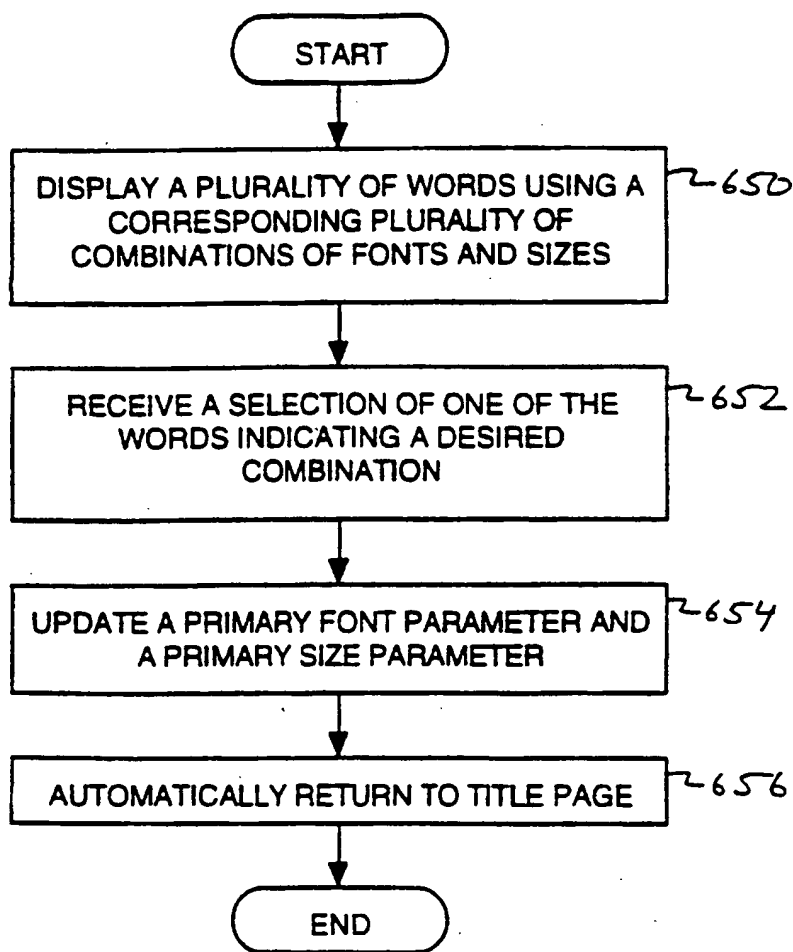 START
DISPLAY A PLURALITY OF WORDS USING A
CORRESPONDING PLURALITY OF
COMBINATIONS OF FONTS AND SIZES
650
RECEIVE A SELECTION OF ONE OF THE
WORDS INDICATING A DESIRED
COMBINATION
652
UPDATE A PRIMARY FONT PARAMETER AND
A PRIMARY SIZE PARAMETER
654
AUTOMATICALLY RETURN TO TITLE PAGE
656
END